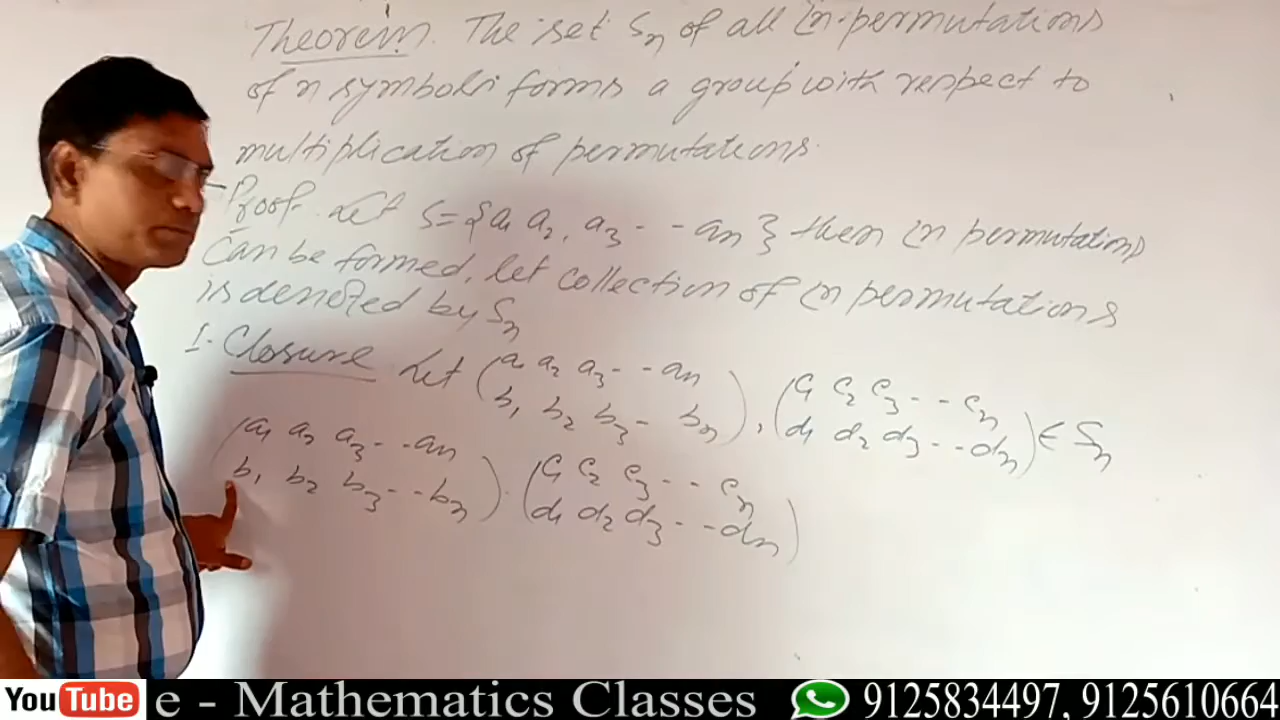 Theorem. The set Sₙ of all ⌊n permutations
of n symbols forms a group with respect to
multiplication of permutations.
Proof. Let S = {a₁ a₂, a₃ - - aₙ} then ⌊n permutations
can be formed. let collection of ⌊n permutations
is denoted by Sₙ
I. Closure Let (a₁ a₂ a₃ - - aₙ / b₁ b₂ b₃ - bₙ), (c₁ c₂ c₃ - - cₙ / d₁ d₂ d₃ - - dₙ) ∈ Sₙ
(a₁ a₂ a₃ - - aₙ / b₁ b₂ b₃ - - bₙ) . (c₁ c₂ c₃ - - cₙ / d₁ d₂ d₃ - - dₙ)
YouTube e - Mathematics Classes 9125834497, 9125610664